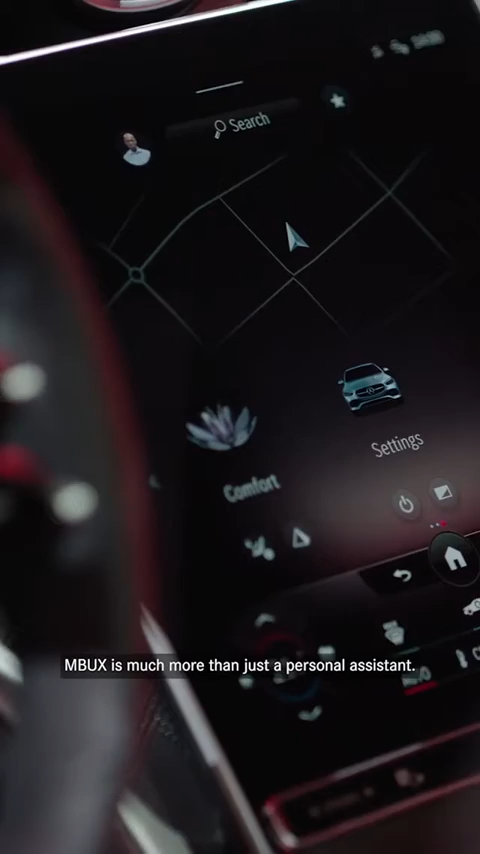 Search
Settings
Comfort
MBUX is much more than just a personal assistant.